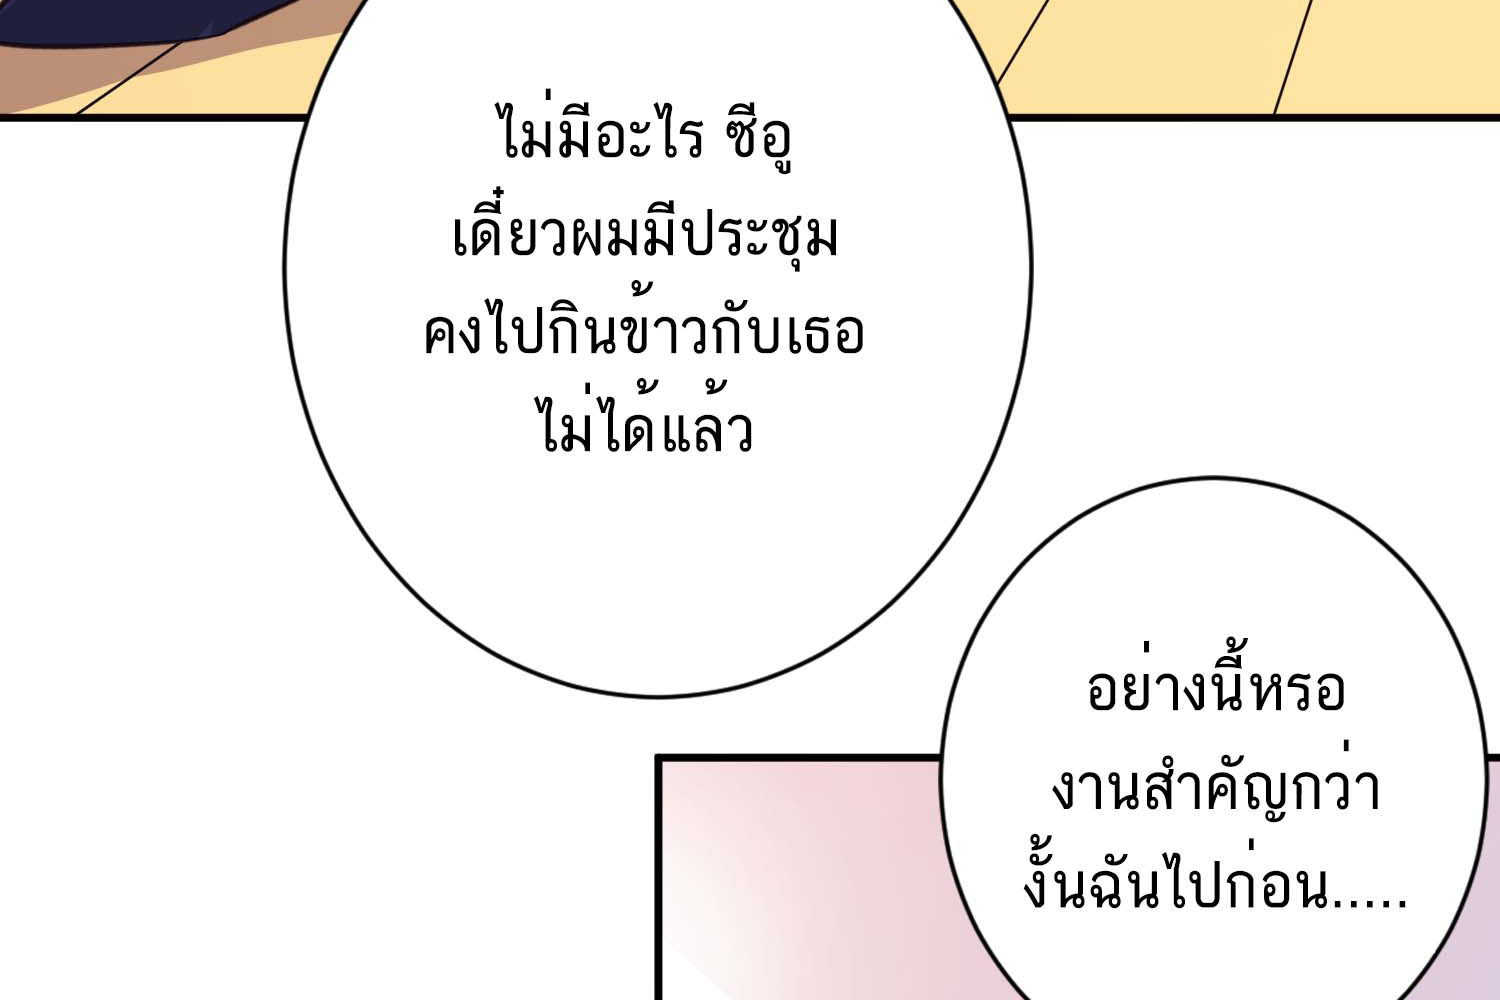 ไม่มีอะไร ซีอู
เดี๋ยวผมมีประชุม
คงไปกินข้าวกับเธอ
ไม่ได้แล้ว
อย่างนี้หรอ
งานสำคัญกว่า
งั้นฉันไปก่อน.....